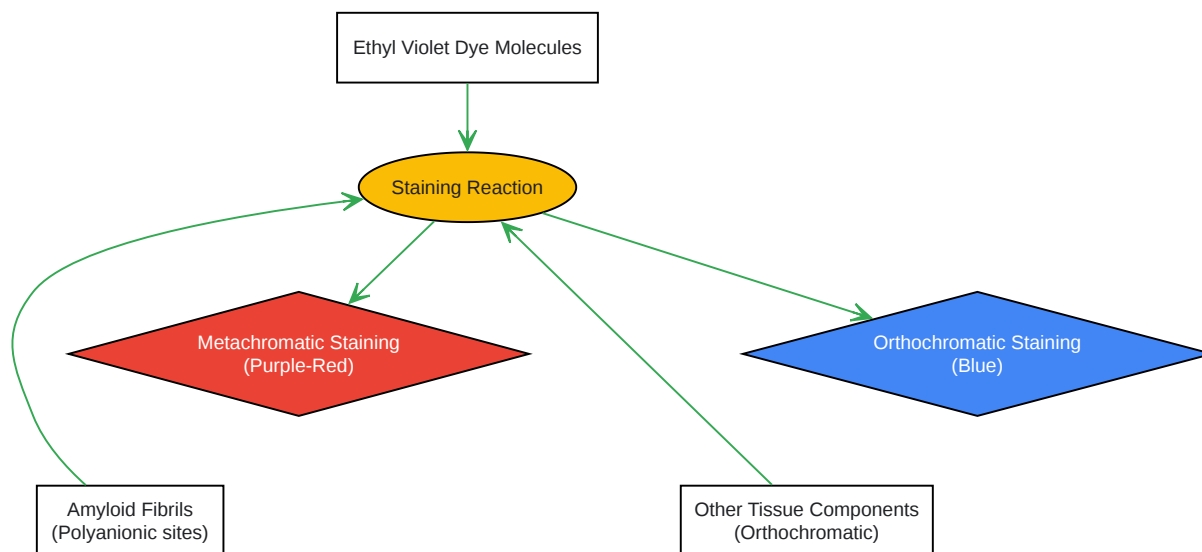 Ethyl Violet Dye Molecules
Staining Reaction
Metachromatic Staining
(Purple-Red)
Orthochromatic Staining
(Blue)
Amyloid Fibrils
(Polyanionic sites)
Other Tissue Components
(Orthochromatic)